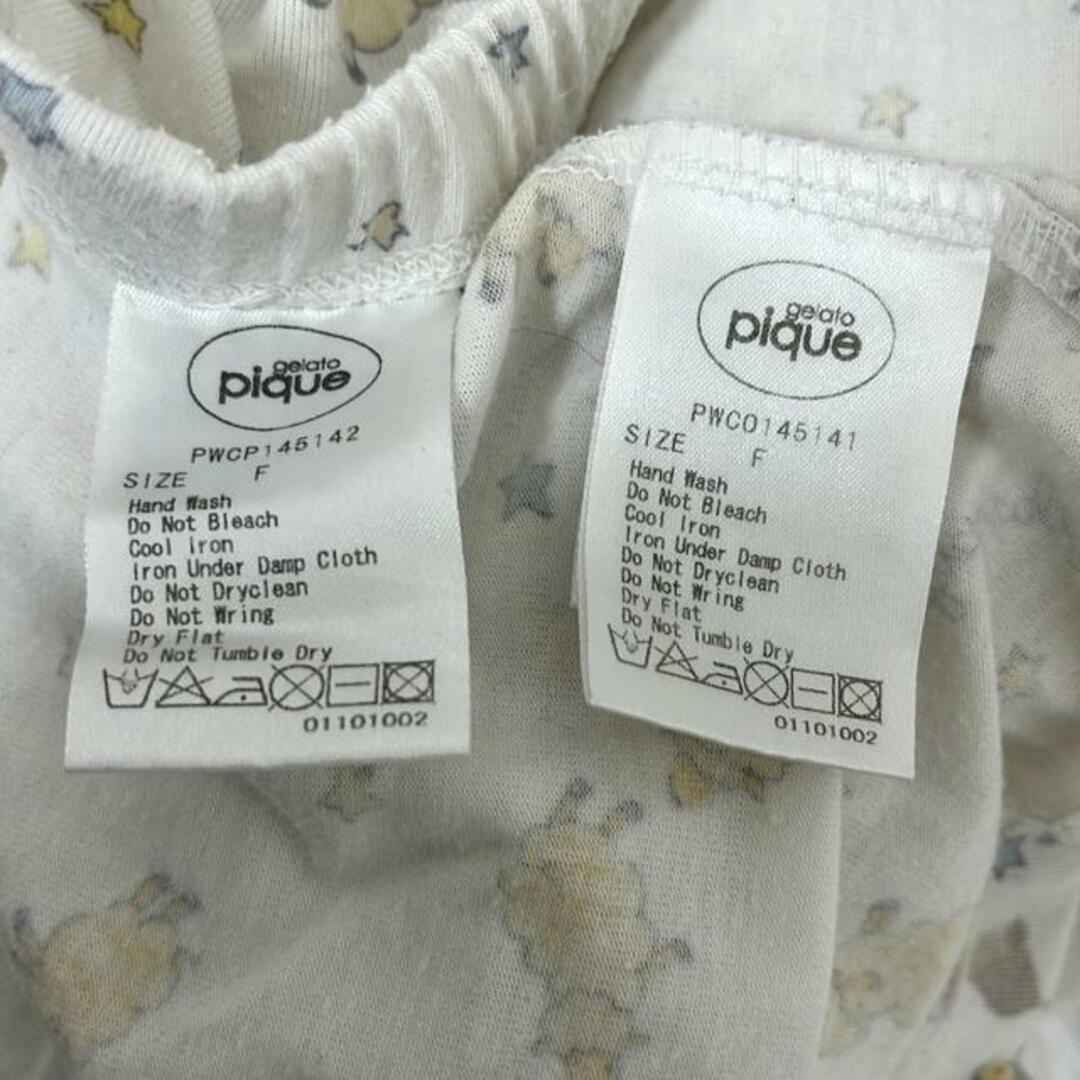 gelato
pique
PWCP145142
SIZE F
Hand Wash
Do Not Bleach
Cool Iron
Iron Under Damp Cloth
Do Not Dryclean
Do Not Wring
Dry Flat
Do Not Tumble Dry
01101002
gelato
pique
PWCO145141
SIZE F
Hand Wash
Do Not Bleach
Cool Iron
Iron Under Damp Cloth
Do Not Dryclean
Do Not Wring
Dry Flat
Do Not Tumble Dry
01101002